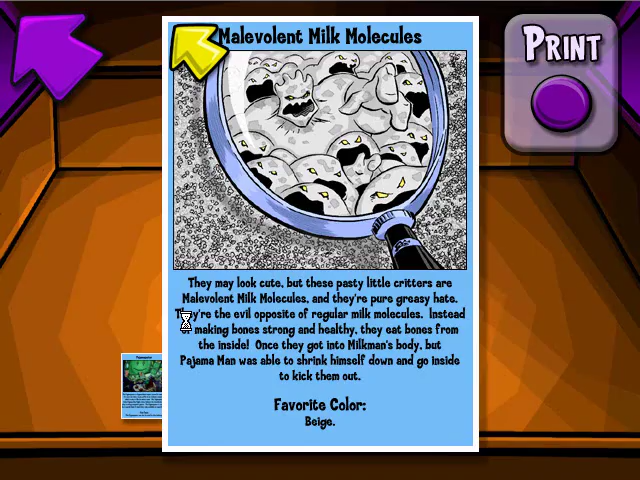 Malevolent Milk Molecules
PRINT
They may look cute, but these pasty little critters are
Malevolent Milk Molecules, and they're pure greasy hate.
They're the evil opposite of regular milk molecules. Instead
making bones strong and healthy, they eat bones from
the inside! Once they got into Milkman's body, but
Pajama Man was able to shrink himself down and go inside
to kick them out.
Favorite Color:
Beige.